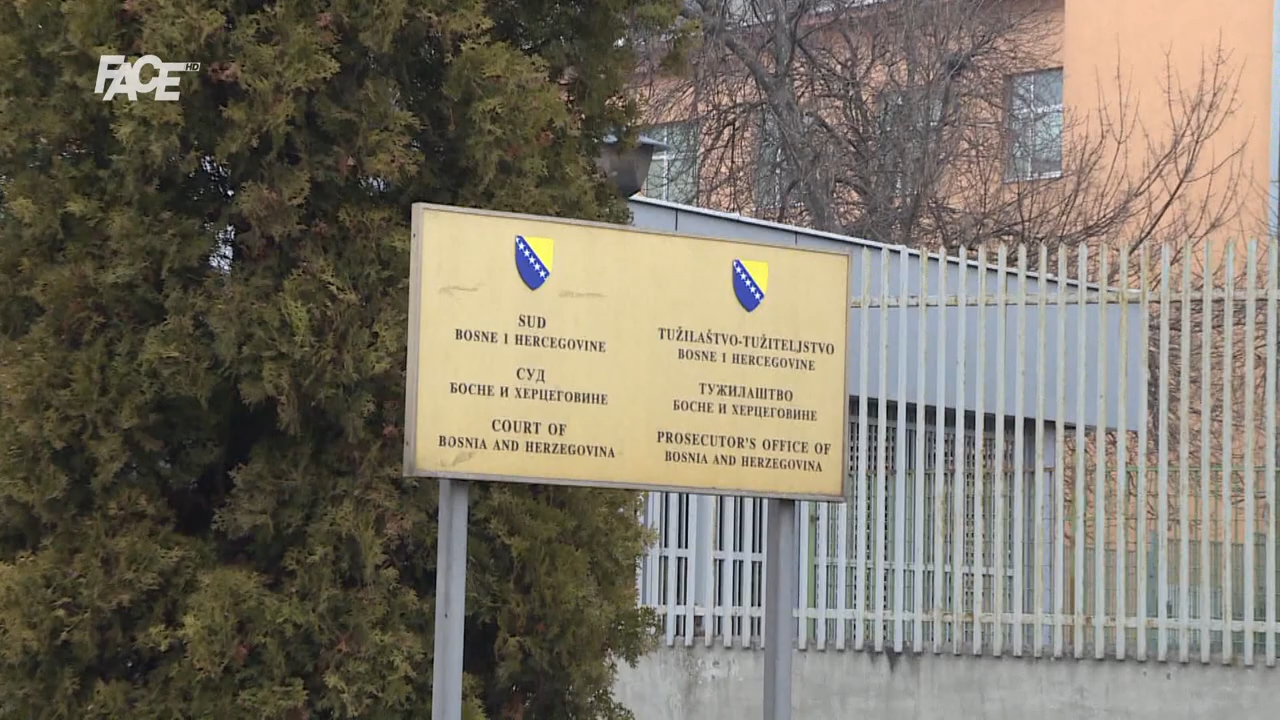 FACE HD
SUD
BOSNE I HERCEGOVINE
СУД
БОСНЕ И ХЕРЦЕГОВИНЕ
COURT OF
BOSNIA AND HERZEGOVINA
TUŽILAŠTVO-TUŽITELJSTVO
BOSNE I HERCEGOVINE
ТУЖИЛАШТВО
БОСНЕ И ХЕРЦЕГОВИНЕ
PROSECUTOR'S OFFICE OF
BOSNIA AND HERZEGOVINA